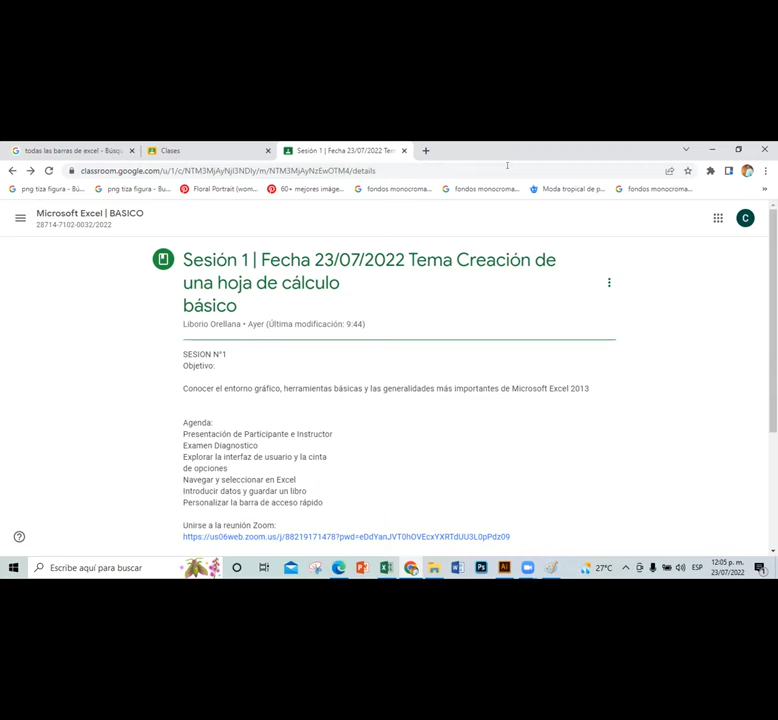 todas las barras de excel - Búsqu
Clases
Sesión 1 | Fecha 23/07/2022 Tem
classroom.google.com/u/1/c/NTM3MjAyNjI3NDIy/m/NTM3MjAyNzEwOTM4/details
png tiza figura - Bú...
png tiza figura - Bú...
Floral Portrait (wom...
60+ mejores imáge...
fondos monocroma...
fondos monocroma...
Moda tropical de p...
fondos monocroma...
Microsoft Excel | BASICO
28714-7102-0032/2022
C
Sesión 1 | Fecha 23/07/2022 Tema Creación de
una hoja de cálculo
básico
Liborio Orellana • Ayer (Última modificación: 9:44)
SESION N°1
Objetivo:
Conocer el entorno gráfico, herramientas básicas y las generalidades más importantes de Microsoft Excel 2013
Agenda:
Presentación de Participante e Instructor
Examen Diagnostico
Explorar la interfaz de usuario y la cinta
de opciones
Navegar y seleccionar en Excel
Introducir datos y guardar un libro
Personalizar la barra de acceso rápido
Unirse a la reunión Zoom:
https://us06web.zoom.us/j/88219171478?pwd=eDdYanJVT0hOVEcxYXRTdUU3L0pPdz09
Escribe aquí para buscar
27°C
ESP
12:05 p. m.
23/07/2022